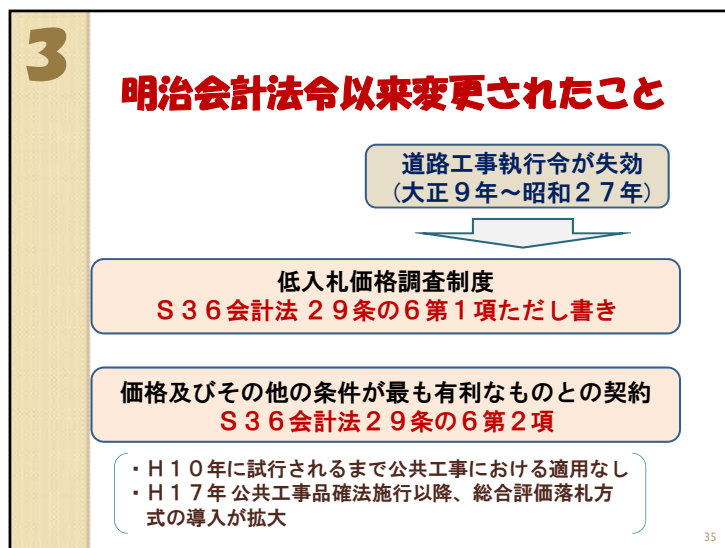 3
明治会計法令以来変更されたこと
道路工事執行令が失効
(大正９年～昭和２７年)
低入札価格調査制度
Ｓ３６会計法 ２９条の６第１項ただし書き
価格及びその他の条件が最も有利なものとの契約
Ｓ３６会計法２９条の６第２項
・Ｈ１０年に試行されるまで公共工事における適用なし
・Ｈ１７年 公共工事品確法施行以降、総合評価落札方
式の導入が拡大
35